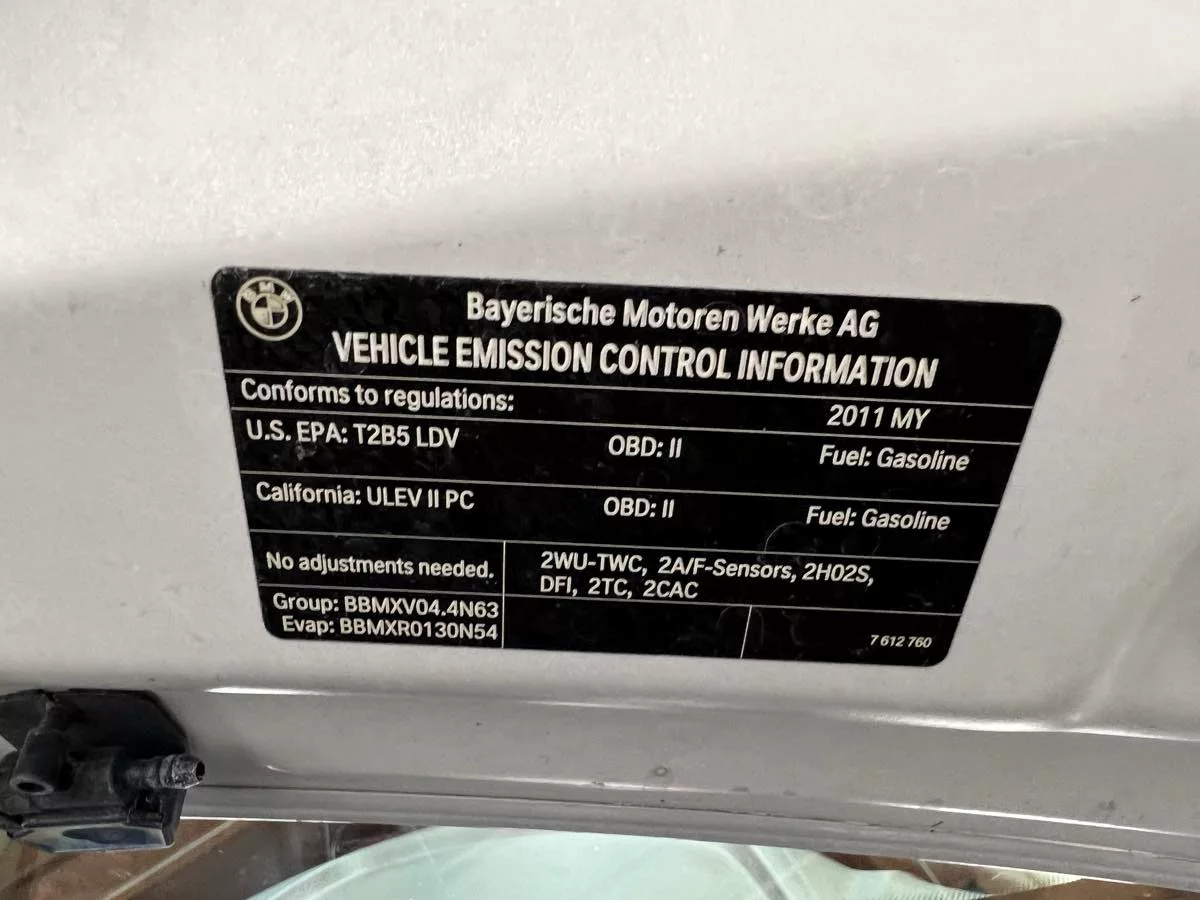 BMW
Bayerische Motoren Werke AG
VEHICLE EMISSION CONTROL INFORMATION
Conforms to regulations: 2011 MY
U.S. EPA: T2B5 LDV OBD: II Fuel: Gasoline
California: ULEV II PC OBD: II Fuel: Gasoline
No adjustments needed. 2WU-TWC, 2A/F-Sensors, 2HO2S,
DFI, 2TC, 2CAC
Group: BBMXV04.4N63
Evap: BBMXR0130N54
7 612 760